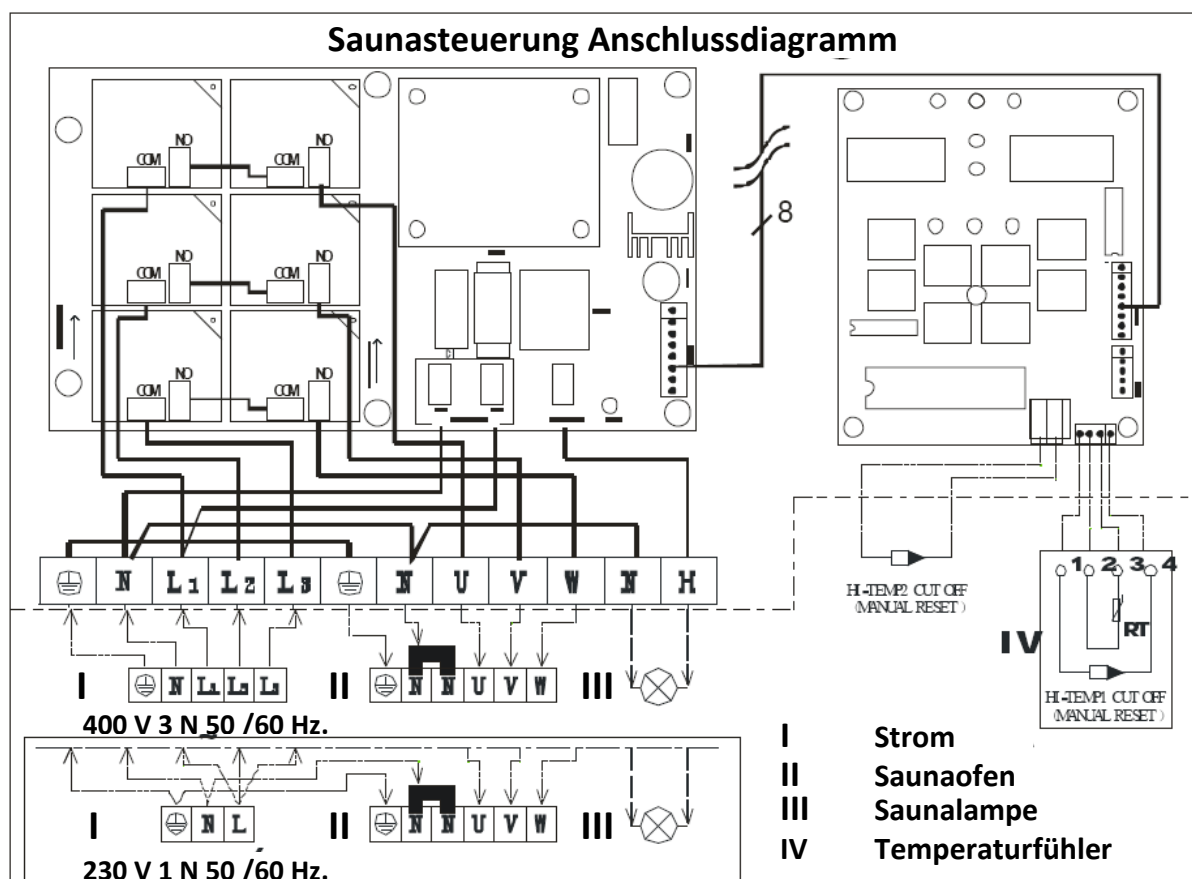 Saunasteuerung Anschlussdiagramm
NO NO
COM COM
8
NO NO
COM COM
NO NO
COM COM
⏚ N L1 L2 L3 ⏚ N U V W N H
HI-TEMP2 CUT OFF
(MANUAL RESET)
1 2 3 4
RT
IV
HI-TEMP1 CUT OFF
(MANUAL RESET)
I ⏚ N L1 L2 L3 II ⏚ N N U V W III
400 V 3 N 50 /60 Hz.
I ⏚ N L II ⏚ N N U V W III
230 V 1 N 50 /60 Hz.
I Strom
II Saunaofen
III Saunalampe
IV Temperaturfühler